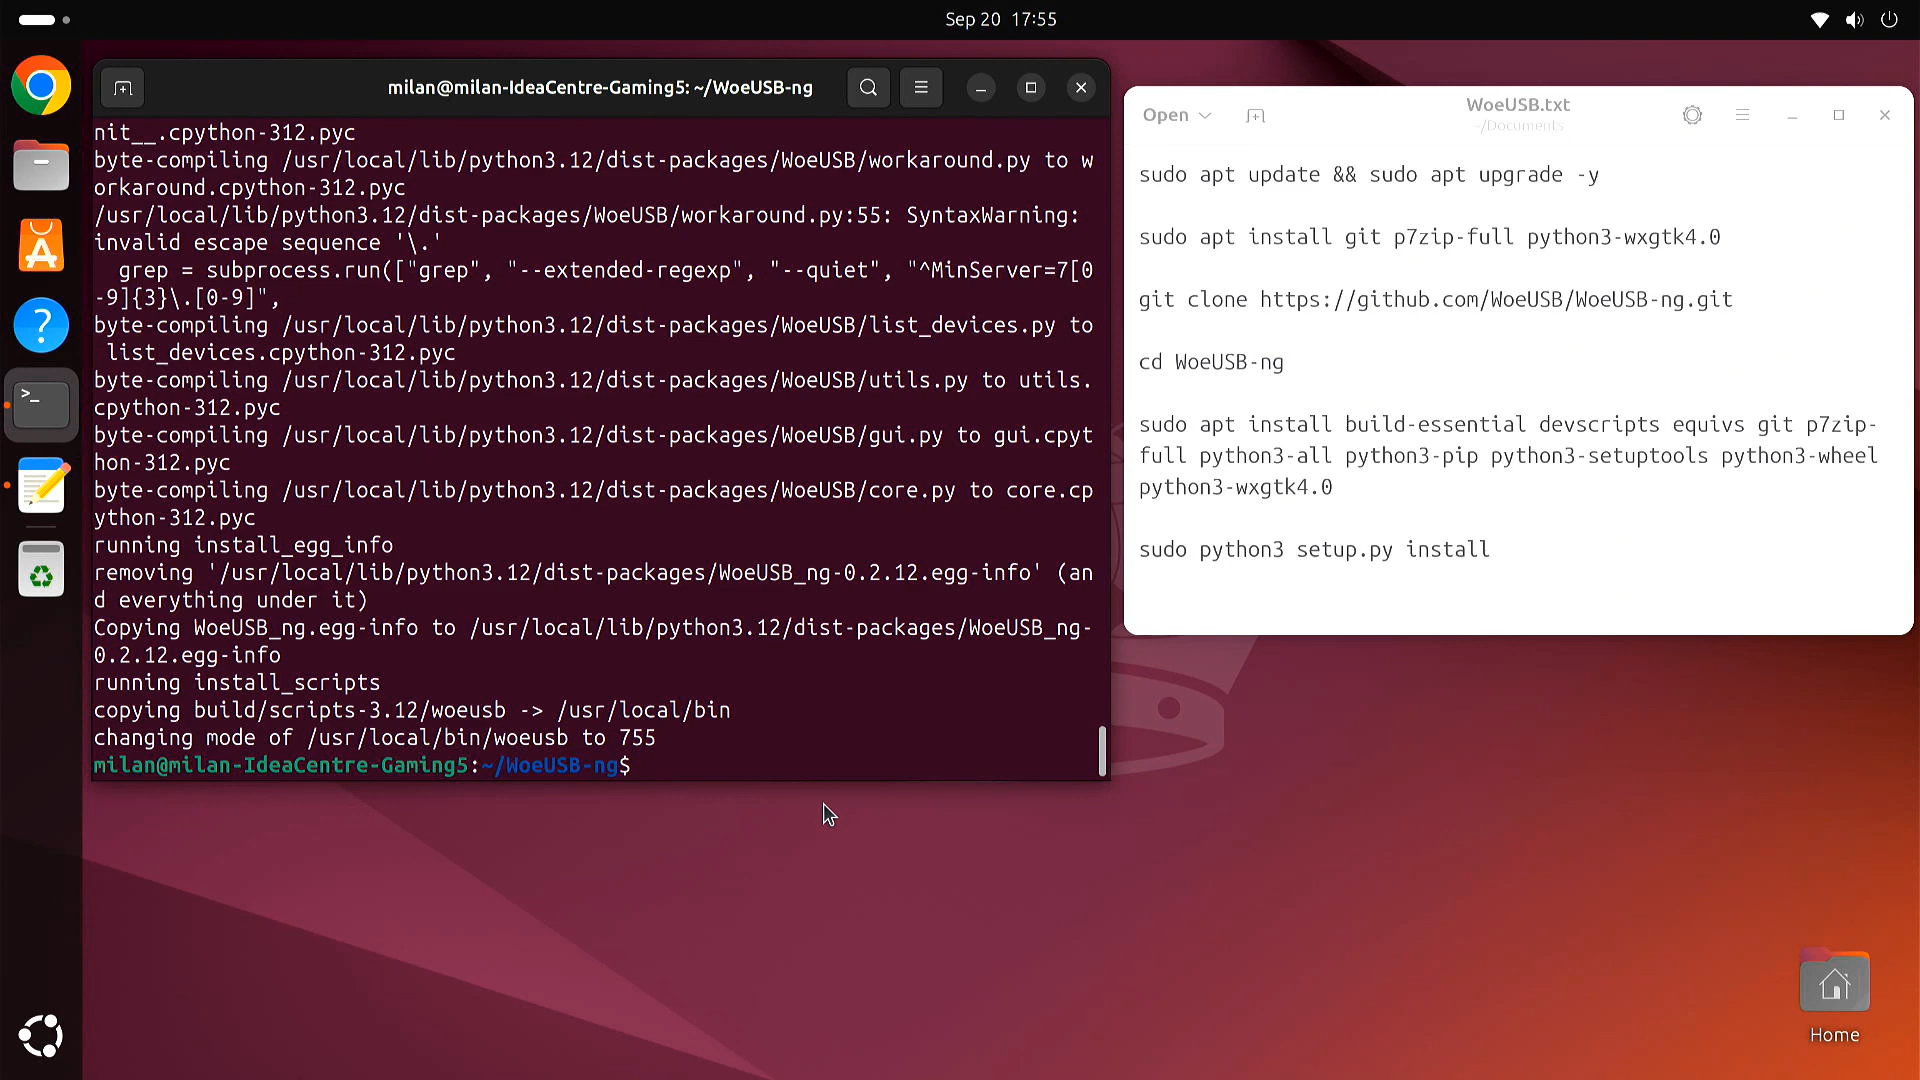 Sep 20 17:55
milan@milan-IdeaCentre-Gaming5: ~/WoeUSB-ng
nit__.cpython-312.pyc
byte-compiling /usr/local/lib/python3.12/dist-packages/WoeUSB/workaround.py to w
orkaround.cpython-312.pyc
/usr/local/lib/python3.12/dist-packages/WoeUSB/workaround.py:55: SyntaxWarning:
invalid escape sequence '\.'
  grep = subprocess.run(["grep", "--extended-regexp", "--quiet", "^MinServer=7[0
-9]{3}\.[0-9]",
byte-compiling /usr/local/lib/python3.12/dist-packages/WoeUSB/list_devices.py to
 list_devices.cpython-312.pyc
byte-compiling /usr/local/lib/python3.12/dist-packages/WoeUSB/utils.py to utils.
cpython-312.pyc
byte-compiling /usr/local/lib/python3.12/dist-packages/WoeUSB/gui.py to gui.cpyt
hon-312.pyc
byte-compiling /usr/local/lib/python3.12/dist-packages/WoeUSB/core.py to core.cp
ython-312.pyc
running install_egg_info
removing '/usr/local/lib/python3.12/dist-packages/WoeUSB_ng-0.2.12.egg-info' (an
d everything under it)
Copying WoeUSB_ng.egg-info to /usr/local/lib/python3.12/dist-packages/WoeUSB_ng-
0.2.12.egg-info
running install_scripts
copying build/scripts-3.12/woeusb -> /usr/local/bin
changing mode of /usr/local/bin/woeusb to 755
milan@milan-IdeaCentre-Gaming5:~/WoeUSB-ng$
Open
WoeUSB.txt
~/Documents
sudo apt update && sudo apt upgrade -y
sudo apt install git p7zip-full python3-wxgtk4.0
git clone https://github.com/WoeUSB/WoeUSB-ng.git
cd WoeUSB-ng
sudo apt install build-essential devscripts equivs git p7zip-
full python3-all python3-pip python3-setuptools python3-wheel
python3-wxgtk4.0
sudo python3 setup.py install
Home